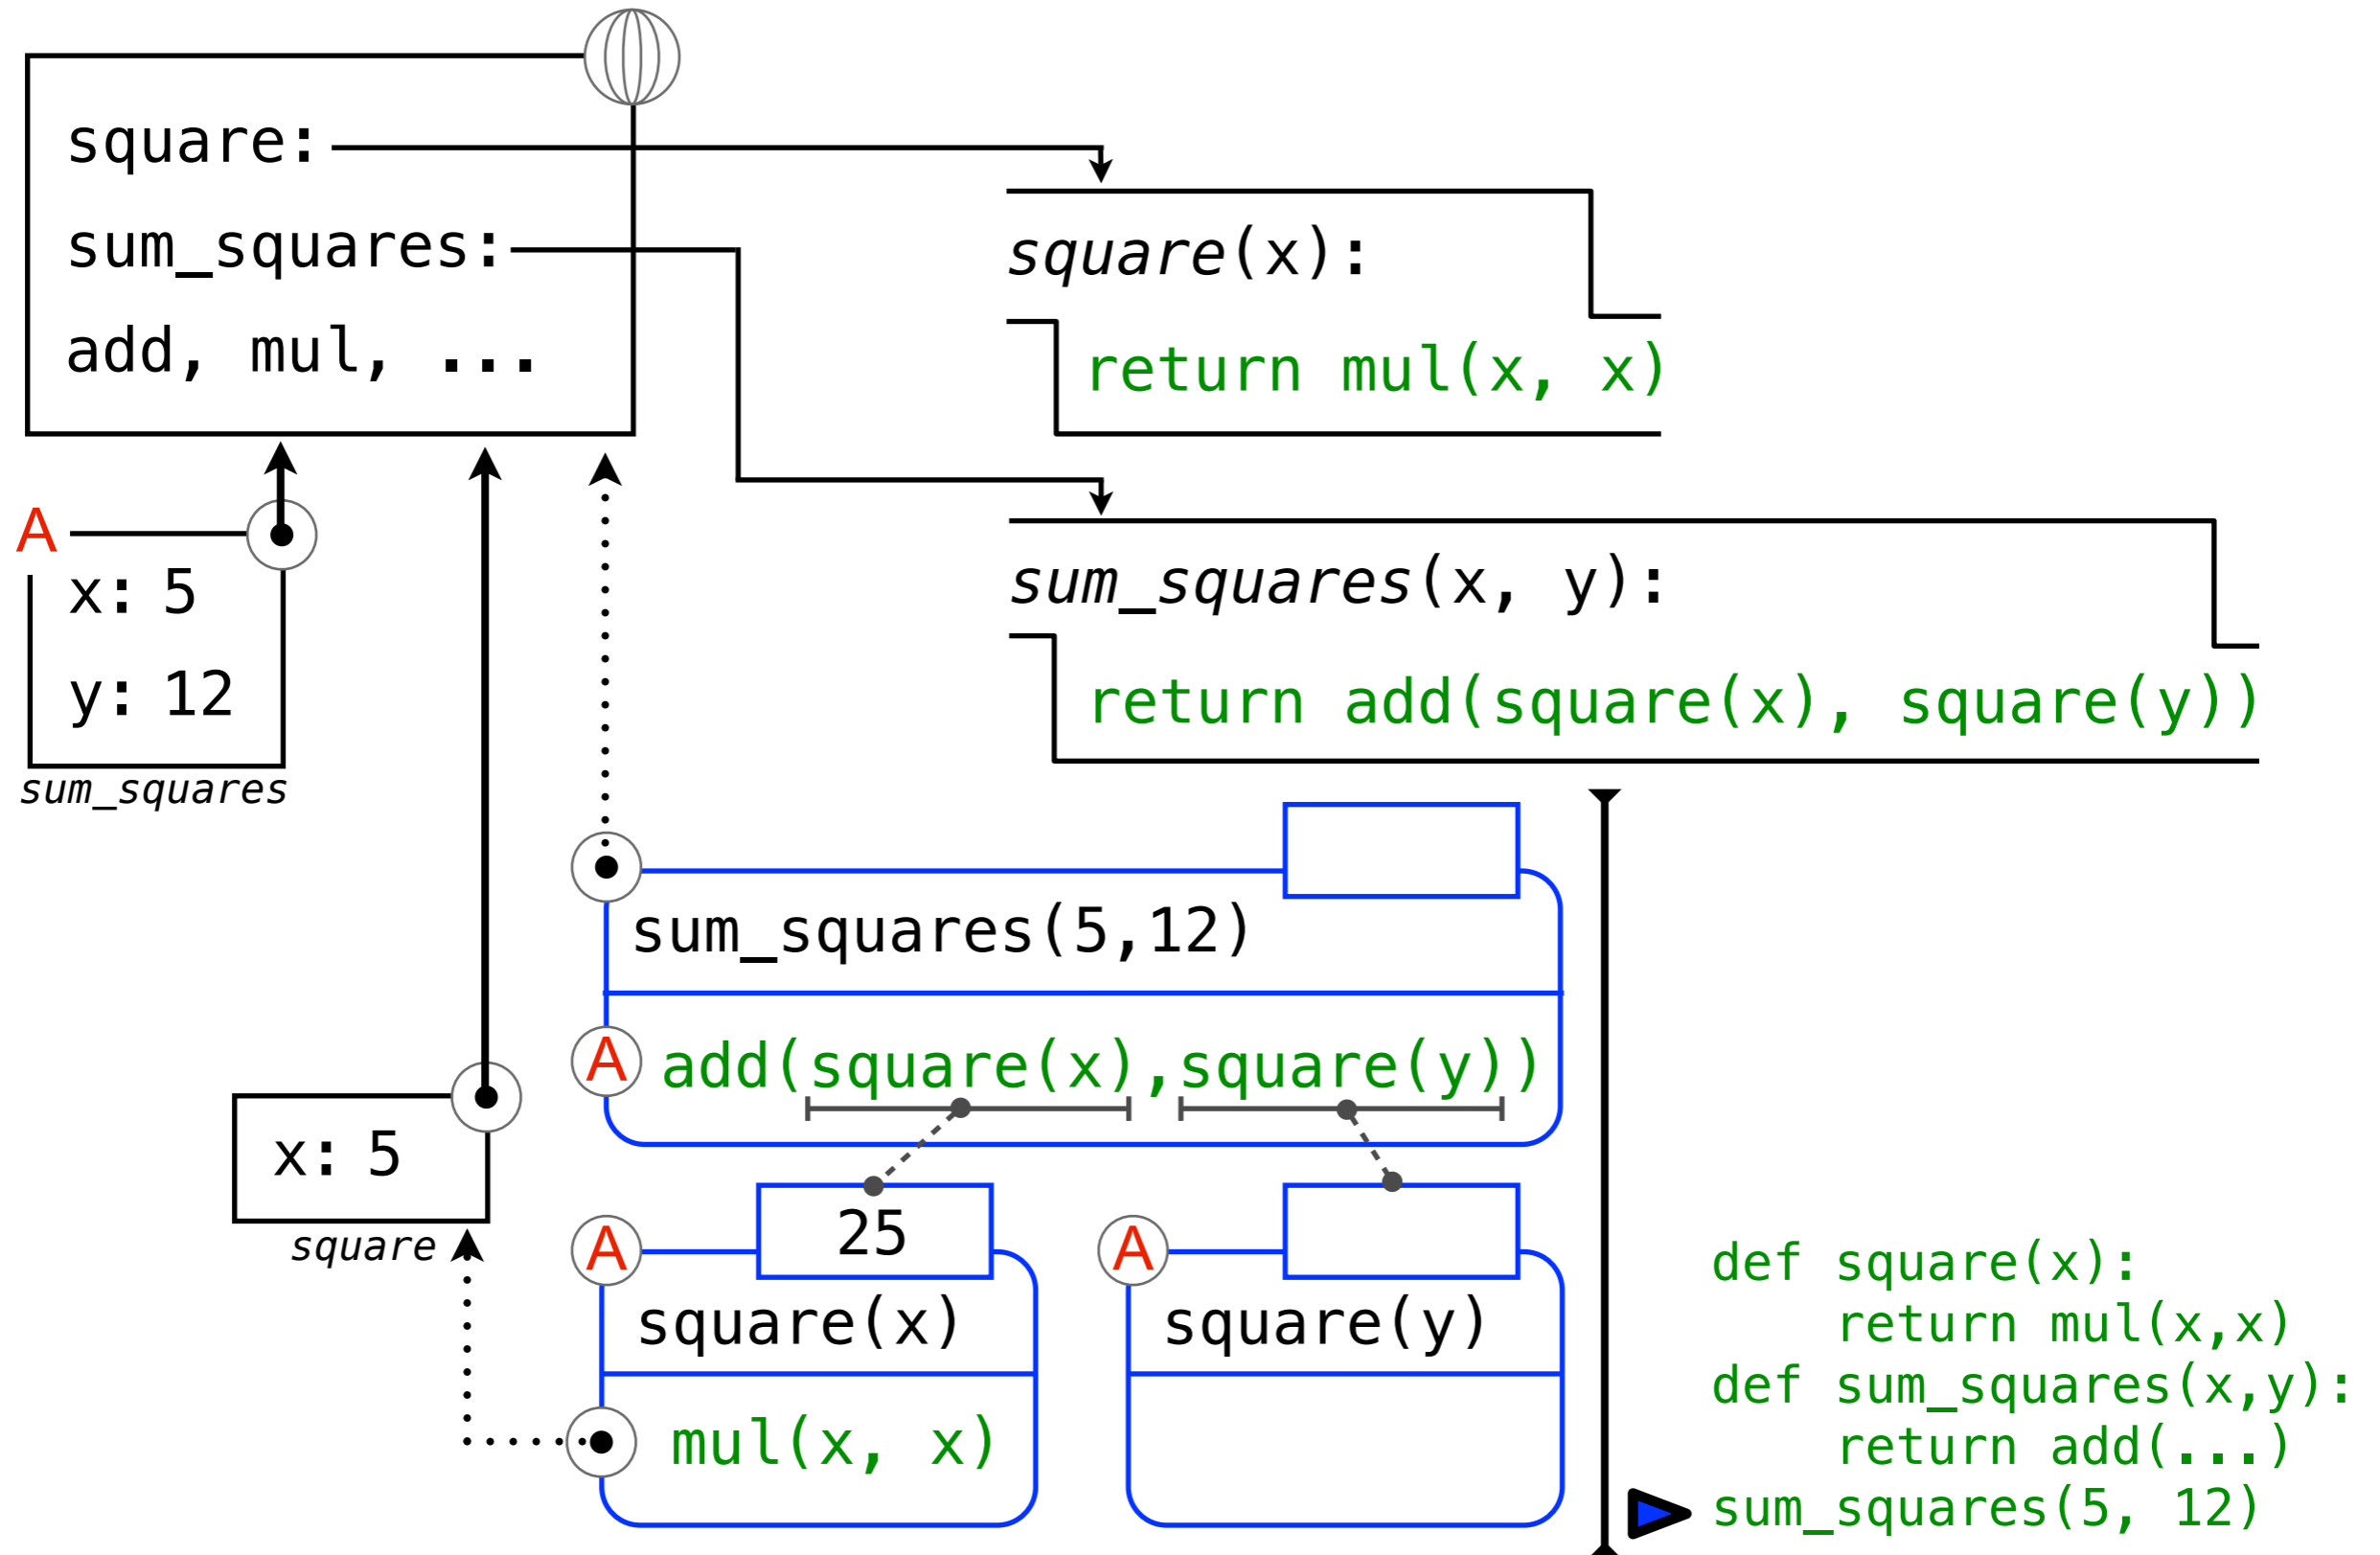 square:
sum_squares:
add, mul, ...
square(x):
return mul(x, x)
sum_squares(x, y):
return add(square(x), square(y))
A
x: 5
y: 12
sum_squares
sum_squares(5,12)
A
add(square(x),square(y))
x: 5
square
A
25
square(x)
mul(x, x)
A
square(y)
def square(x):
return mul(x,x)
def sum_squares(x,y):
return add(...)
sum_squares(5, 12)